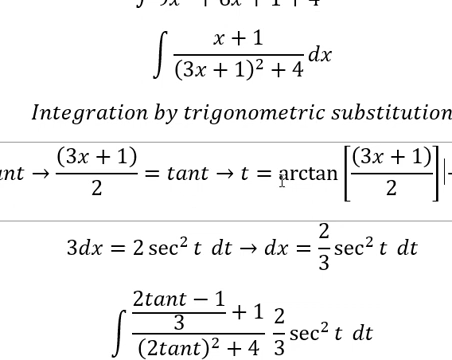 ∫ (x + 1)/((3x + 1)² + 4) dx
Integration by trigonometric substitution
nt → (3x + 1)/2 = tant → t = arctan [(3x + 1)/2]
3dx = 2 sec² t dt → dx = 2/3 sec² t dt
∫ ((2tant − 1)/3 + 1)/((2tant)² + 4) 2/3 sec² t dt